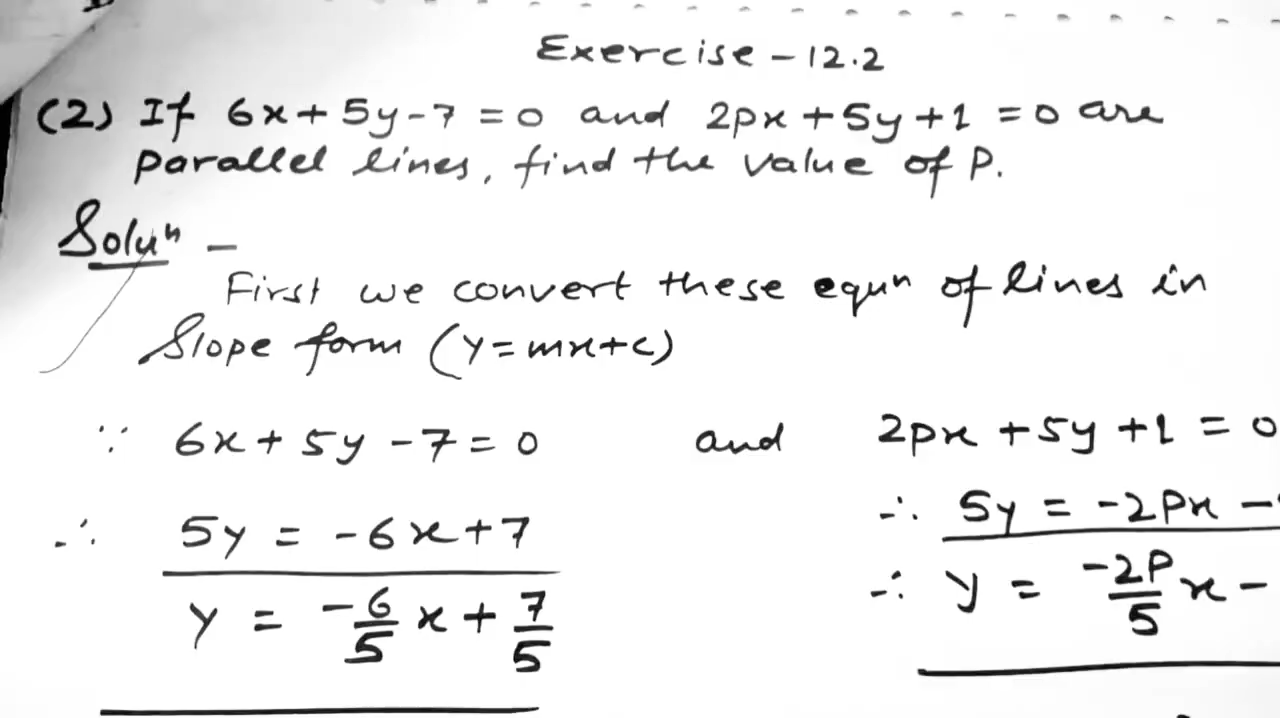 Exercise - 12.2
(2) If 6x + 5y - 7 = 0 and 2px + 5y + 1 = 0 are
parallel lines, find the value of P.
Soluⁿ -
First we convert these equⁿ of lines in
Slope form (y = mx + c)
∵ 6x + 5y - 7 = 0 and 2px + 5y + 1 = 0
∴ 5y = -6x + 7 ∴ 5y = -2px -
y = -6/5 x + 7/5 ∴ y = -2P/5 x -